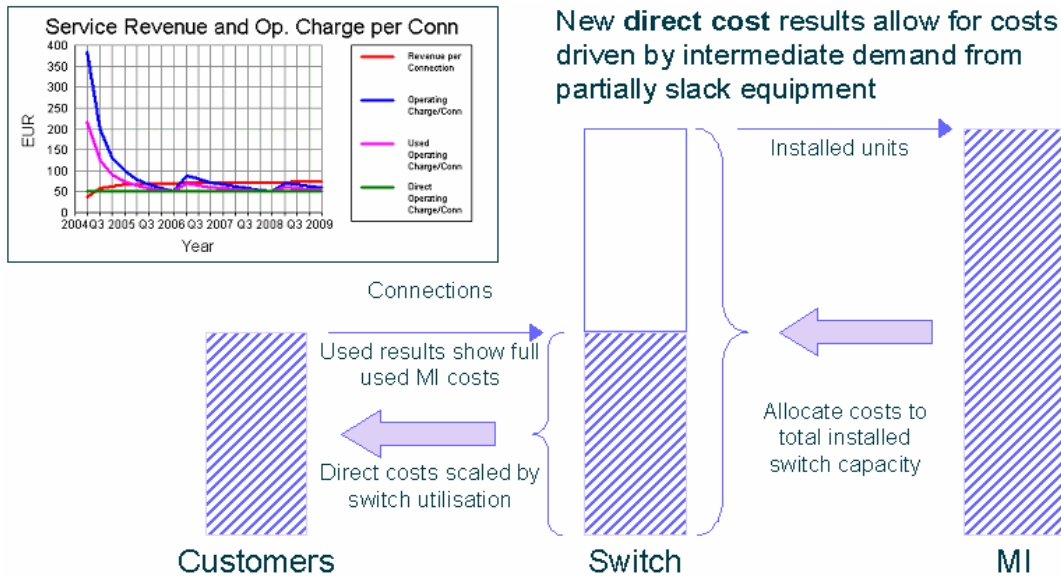 Service Revenue and Op. Charge per Conn
400
350
300
250
200
150
100
50
0
EUR
2004 Q3 2005 Q3 2006 Q3 2007 Q3 2008 Q3 2009
Year
Revenue per
Connection
Operating
Charge/Conn
Used
Operating
Charge/Conn
Direct
Operating
Charge/Conn
New direct cost results allow for costs
driven by intermediate demand from
partially slack equipment
Installed units
Connections
Used results show full
used MI costs
Allocate costs to
total installed
switch capacity
Direct costs scaled by
switch utilisation
Customers
Switch
MI